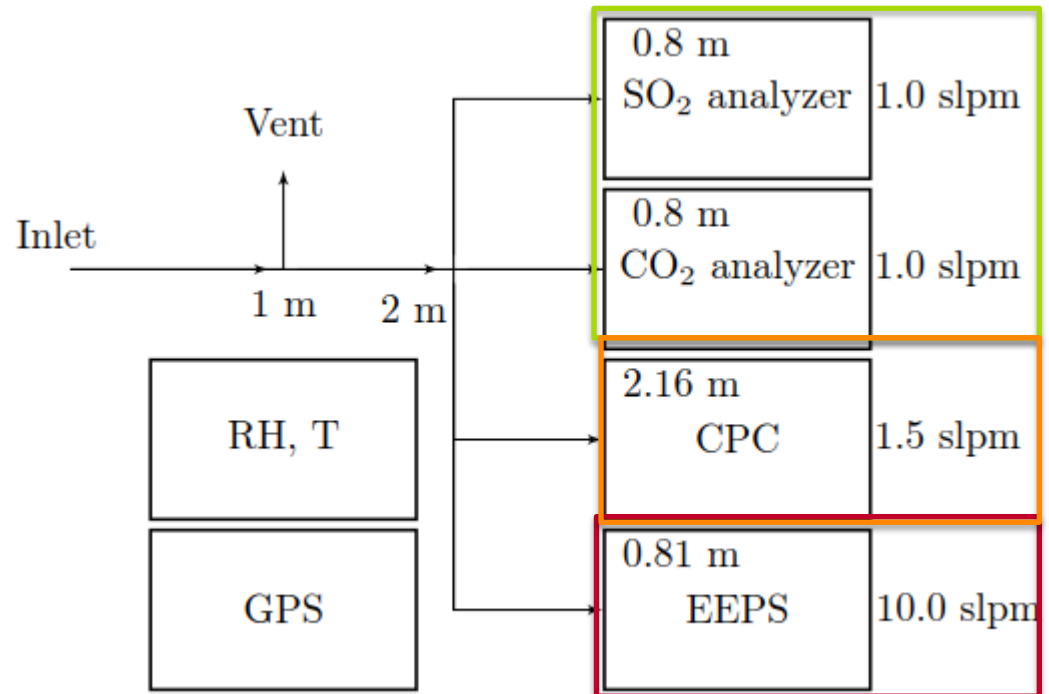 Inlet
Vent
1 m
2 m
0.8 m
SO₂ analyzer
1.0 slpm
0.8 m
CO₂ analyzer
1.0 slpm
2.16 m
CPC
1.5 slpm
0.81 m
EEPS
10.0 slpm
RH, T
GPS